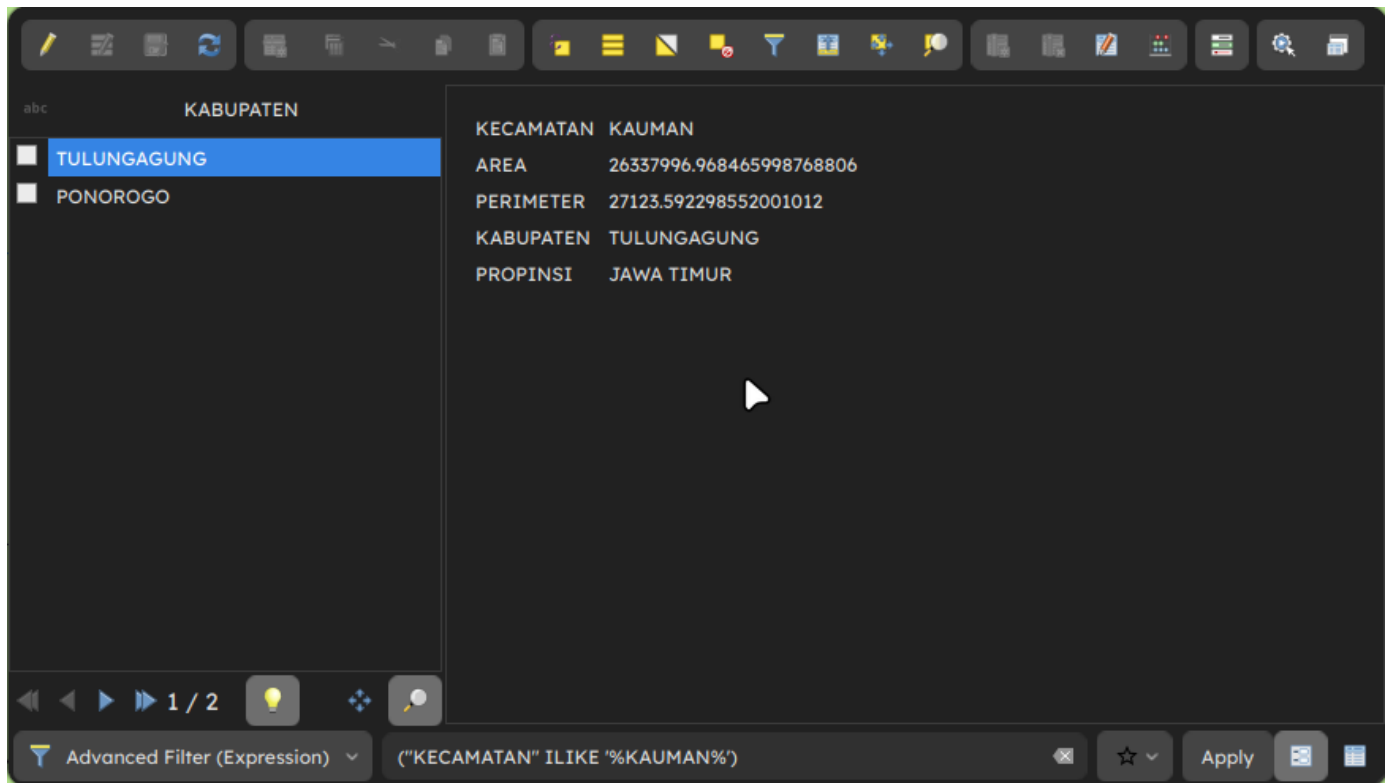 abc KABUPATEN
TULUNGAGUNG
PONOROGO
KECAMATAN KAUMAN
AREA 26337996.968465998768806
PERIMETER 27123.592298552001012
KABUPATEN TULUNGAGUNG
PROPINSI JAWA TIMUR
1 / 2
Advanced Filter (Expression) ("KECAMATAN" ILIKE '%KAUMAN%') Apply